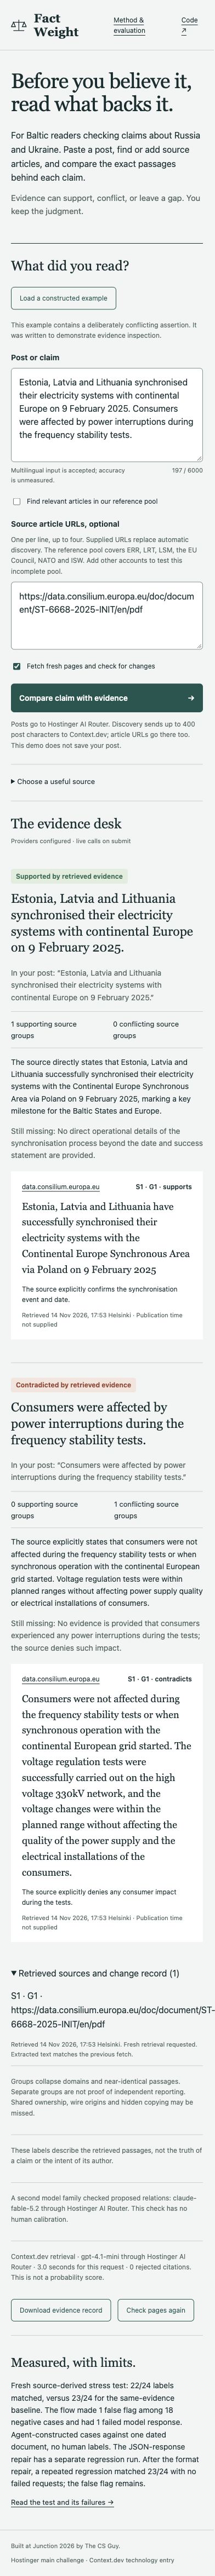 Fact
Weight
Method &
evaluation
Code
↗
Before you believe it,
read what backs it.
For Baltic readers checking claims about Russia
and Ukraine. Paste a post, find or add source
articles, and compare the exact passages
behind each claim.
Evidence can support, conflict, or leave a gap. You
keep the judgment.
What did you read?
Load a constructed example
This example contains a deliberately conflicting assertion. It
was written to demonstrate evidence inspection.
Post or claim
Estonia, Latvia and Lithuania synchronised
their electricity systems with continental
Europe on 9 February 2025. Consumers
were affected by power interruptions during
the frequency stability tests.
Multilingual input is accepted; accuracy
is unmeasured.
197 / 6000
Find relevant articles in our reference pool
Source article URLs, optional
One per line, up to four. Supplied URLs replace automatic
discovery. The reference pool covers ERR, LRT, LSM, the EU
Council, NATO and ISW. Add other accounts to test this
incomplete pool.
https://data.consilium.europa.eu/doc/docum
ent/ST-6668-2025-INIT/en/pdf
Fetch fresh pages and check for changes
Compare claim with evidence →
Posts go to Hostinger AI Router. Discovery sends up to 400
post characters to Context.dev; article URLs go there too.
This demo does not save your post.
▶ Choose a useful source
The evidence desk
Providers configured · live calls on submit
Supported by retrieved evidence
Estonia, Latvia and Lithuania
synchronised their electricity
systems with continental Europe
on 9 February 2025.
In your post: “Estonia, Latvia and Lithuania
synchronised their electricity systems with
continental Europe on 9 February 2025.”
1 supporting source
groups
0 conflicting source
groups
The source directly states that Estonia, Latvia and
Lithuania successfully synchronised their electricity
systems with the Continental Europe Synchronous
Area via Poland on 9 February 2025, marking a key
milestone for the Baltic States and Europe.
Still missing: No direct operational details of the
synchronisation process beyond the date and success
statement are provided.
data.consilium.europa.eu
S1 · G1 · supports
Estonia, Latvia and Lithuania have
successfully synchronised their
electricity systems with the
Continental Europe Synchronous Area
via Poland on 9 February 2025
The source explicitly confirms the synchronisation
event and date.
Retrieved 14 Nov 2026, 17:53 Helsinki · Publication time
not supplied
Contradicted by retrieved evidence
Consumers were affected by
power interruptions during the
frequency stability tests.
In your post: “Consumers were affected by power
interruptions during the frequency stability tests.”
0 supporting source
groups
1 conflicting source
groups
The source explicitly states that consumers were not
affected during the frequency stability tests or when
synchronous operation with the continental European
grid started. Voltage regulation tests were within
planned ranges without affecting power supply quality
or electrical installations of consumers.
Still missing: No evidence is provided that consumers
experienced any power interruptions during the tests;
the source denies such impact.
data.consilium.europa.eu
S1 · G1 · contradicts
Consumers were not affected during
the frequency stability tests or when
synchronous operation with the
continental European grid started. The
voltage regulation tests were
successfully carried out on the high
voltage 330kV network, and the
voltage changes were within the
planned range without affecting the
quality of the power supply and the
electrical installations of the
consumers.
The source explicitly denies any consumer impact
during the tests.
Retrieved 14 Nov 2026, 17:53 Helsinki · Publication time
not supplied
▼ Retrieved sources and change record (1)
S1 · G1 ·
https://data.consilium.europa.eu/doc/document/ST-
6668-2025-INIT/en/pdf
Retrieved 14 Nov 2026, 17:53 Helsinki. Fresh retrieval requested.
Extracted text matches the previous fetch.
Groups collapse domains and near-identical passages.
Separate groups are not proof of independent reporting.
Shared ownership, wire origins and hidden copying may be
missed.
These labels describe the retrieved passages, not the truth of
a claim or the intent of its author.
A second model family checked proposed relations: claude-
fable-5.2 through Hostinger AI Router. This check has no
human calibration.
Context.dev retrieval · gpt-4.1-mini through Hostinger AI
Router · 3.0 seconds for this request · 0 rejected citations.
This is not a probability score.
Download evidence record
Check pages again
Measured, with limits.
Fresh source-derived stress test: 22/24 labels
matched, versus 23/24 for the same-evidence
baseline. The flow made 1 false flag among 18
negative cases and had 1 failed model response.
Agent-constructed cases against one dated
document, no human labels. The JSON-response
repair has a separate regression run. After the format
repair, a repeated regression matched 23/24 with no
failed requests; the false flag remains.
Read the test and its failures →
Built at Junction 2026 by The CS Guy.
Hostinger main challenge · Context.dev technology entry